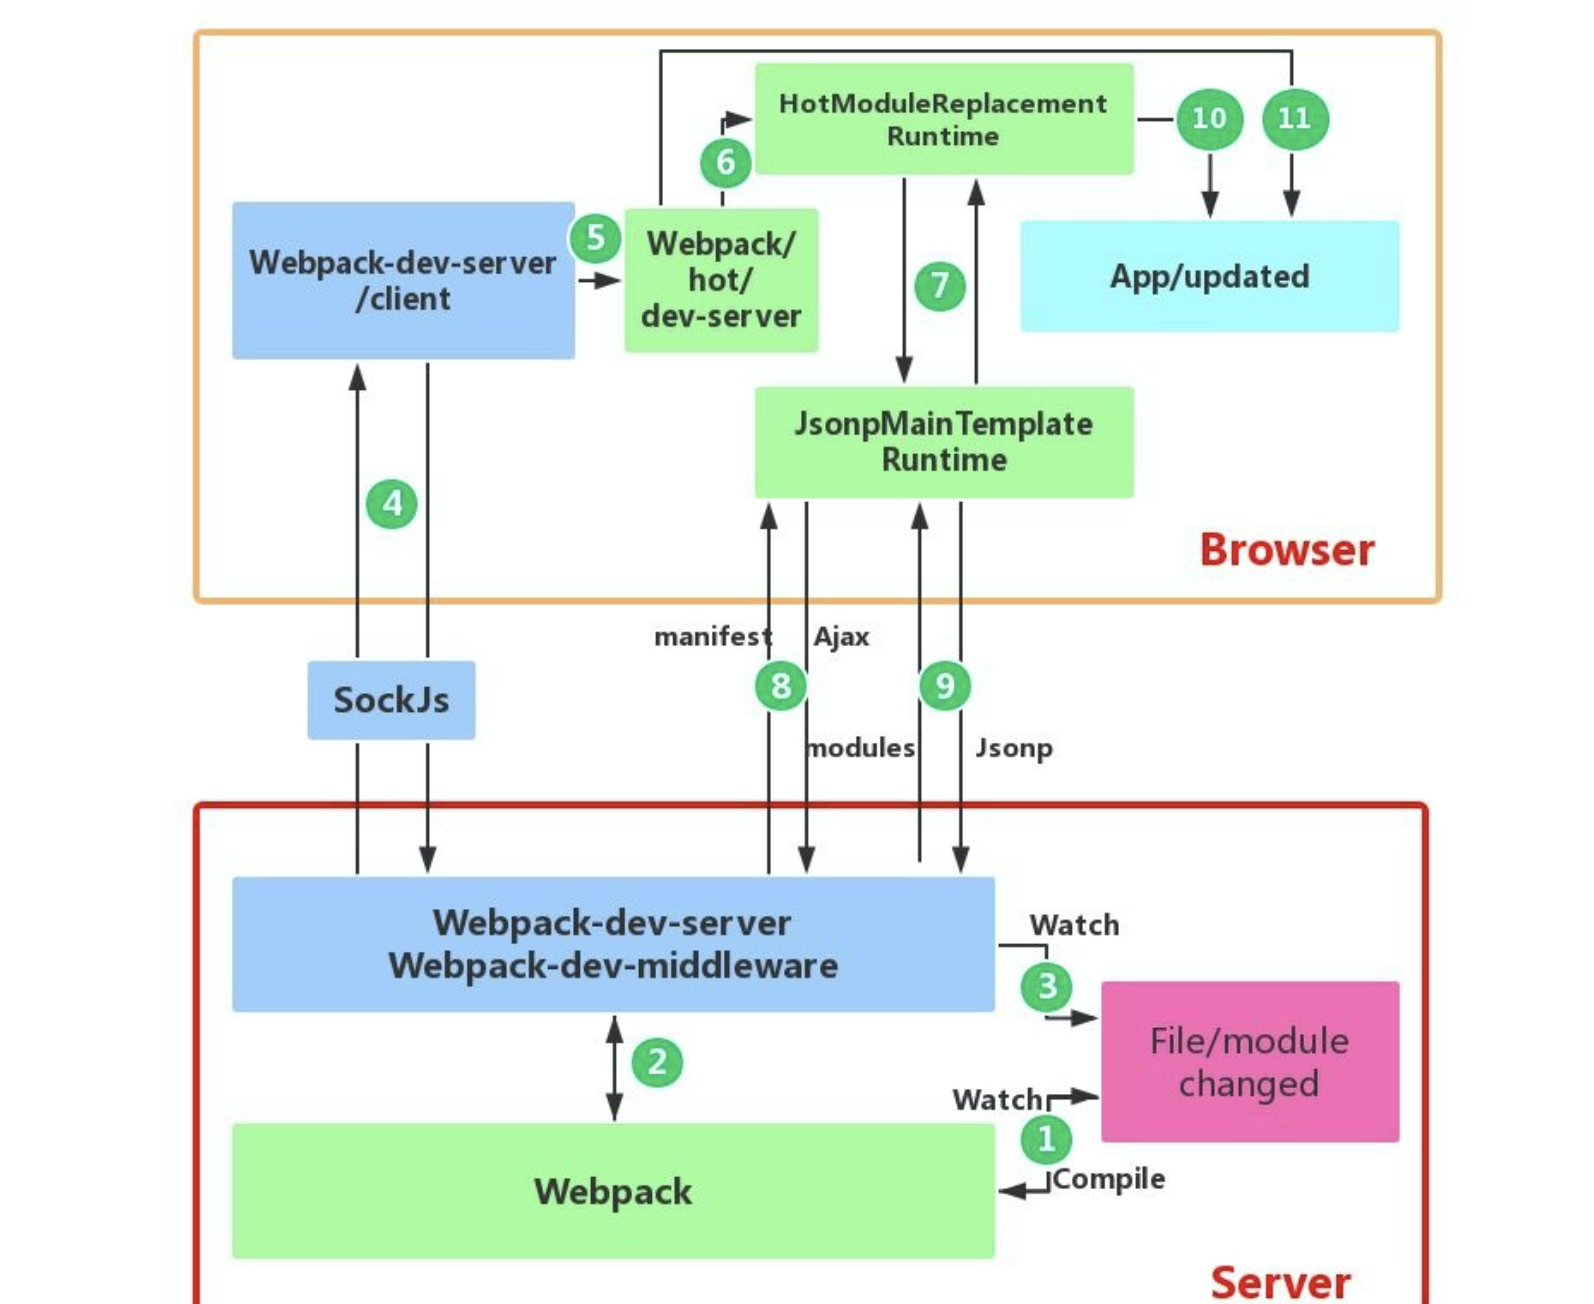 HotModuleReplacement
Runtime
10
11
6
5
Webpack-dev-server
/client
Webpack/
hot/
dev-server
7
App/updated
JsonpMainTemplate
Runtime
4
Browser
manifest
Ajax
SockJs
8
9
modules
Jsonp
Webpack-dev-server
Webpack-dev-middleware
Watch
3
File/module
changed
2
Watch
1
Compile
Webpack
Server